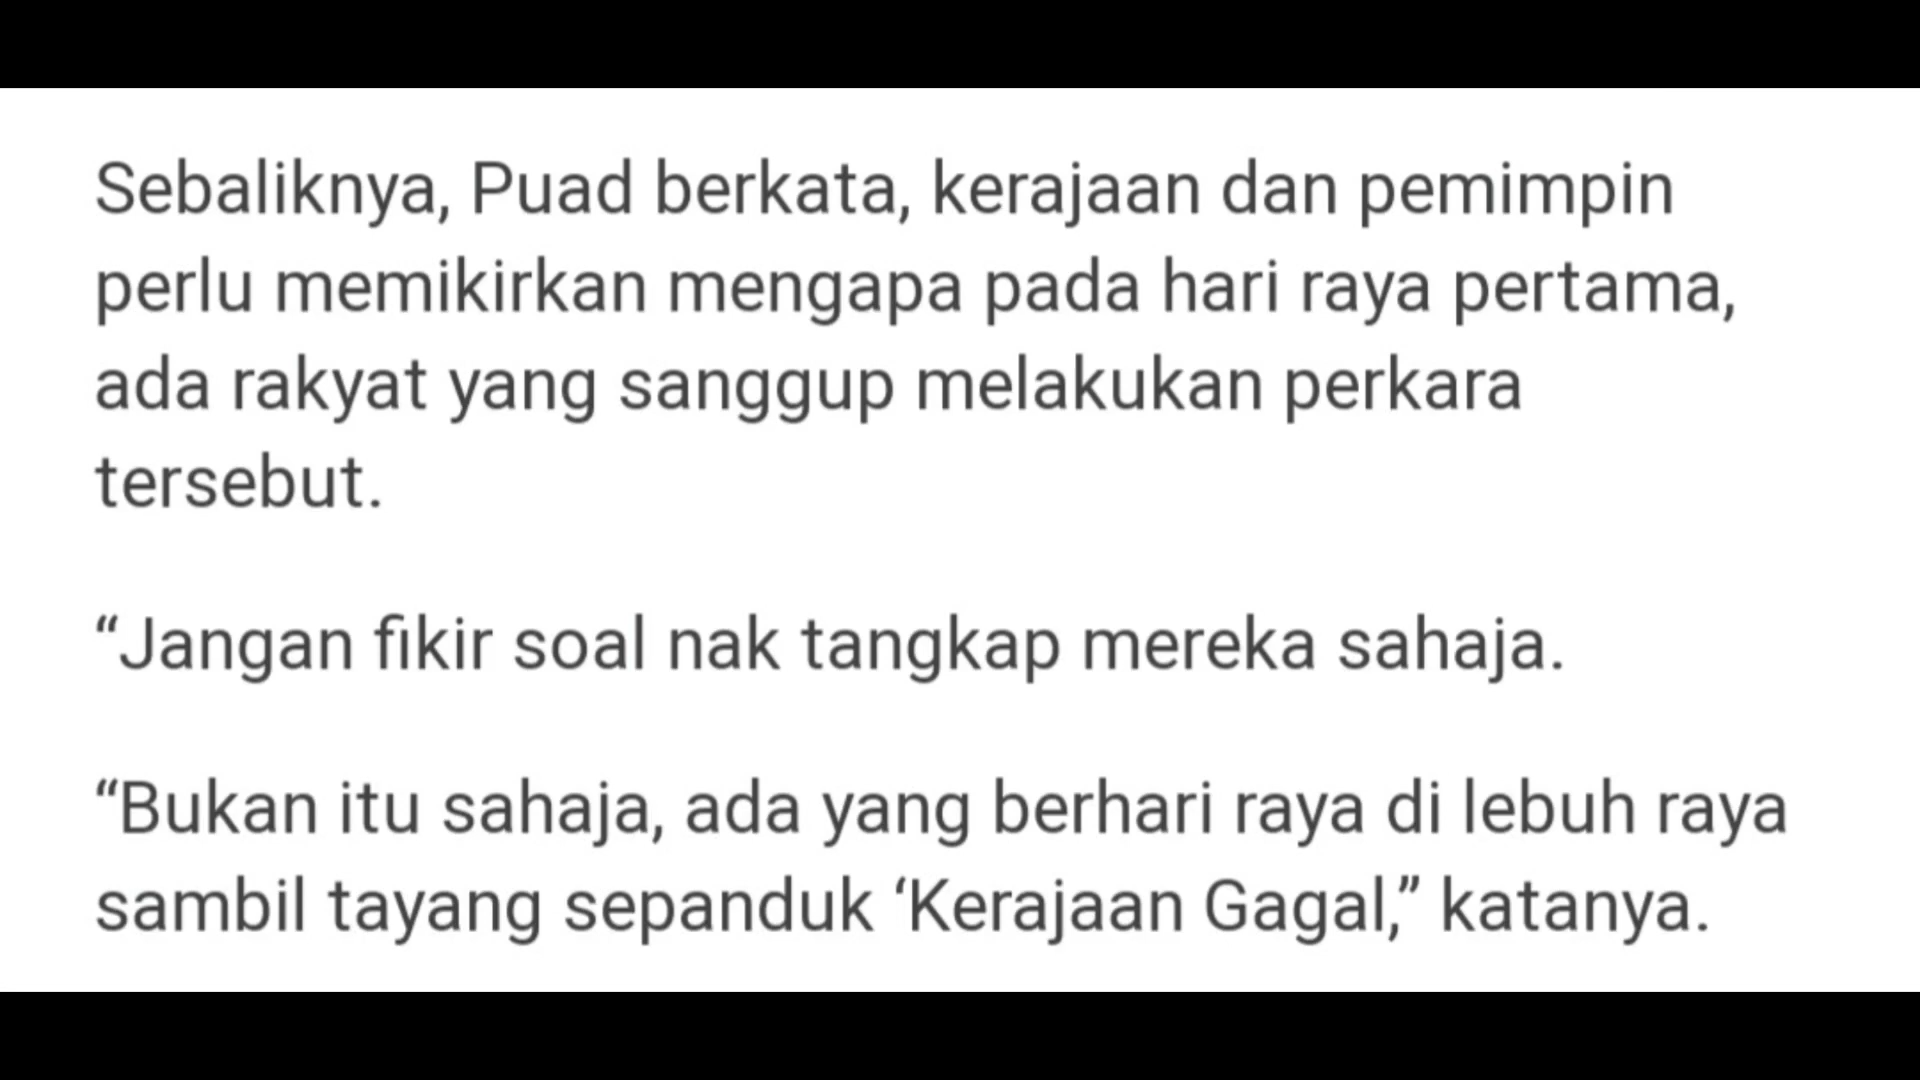 Sebaliknya, Puad berkata, kerajaan dan pemimpin
perlu memikirkan mengapa pada hari raya pertama,
ada rakyat yang sanggup melakukan perkara
tersebut.
“Jangan fikir soal nak tangkap mereka sahaja.
“Bukan itu sahaja, ada yang berhari raya di lebuh raya
sambil tayang sepanduk ‘Kerajaan Gagal,” katanya.